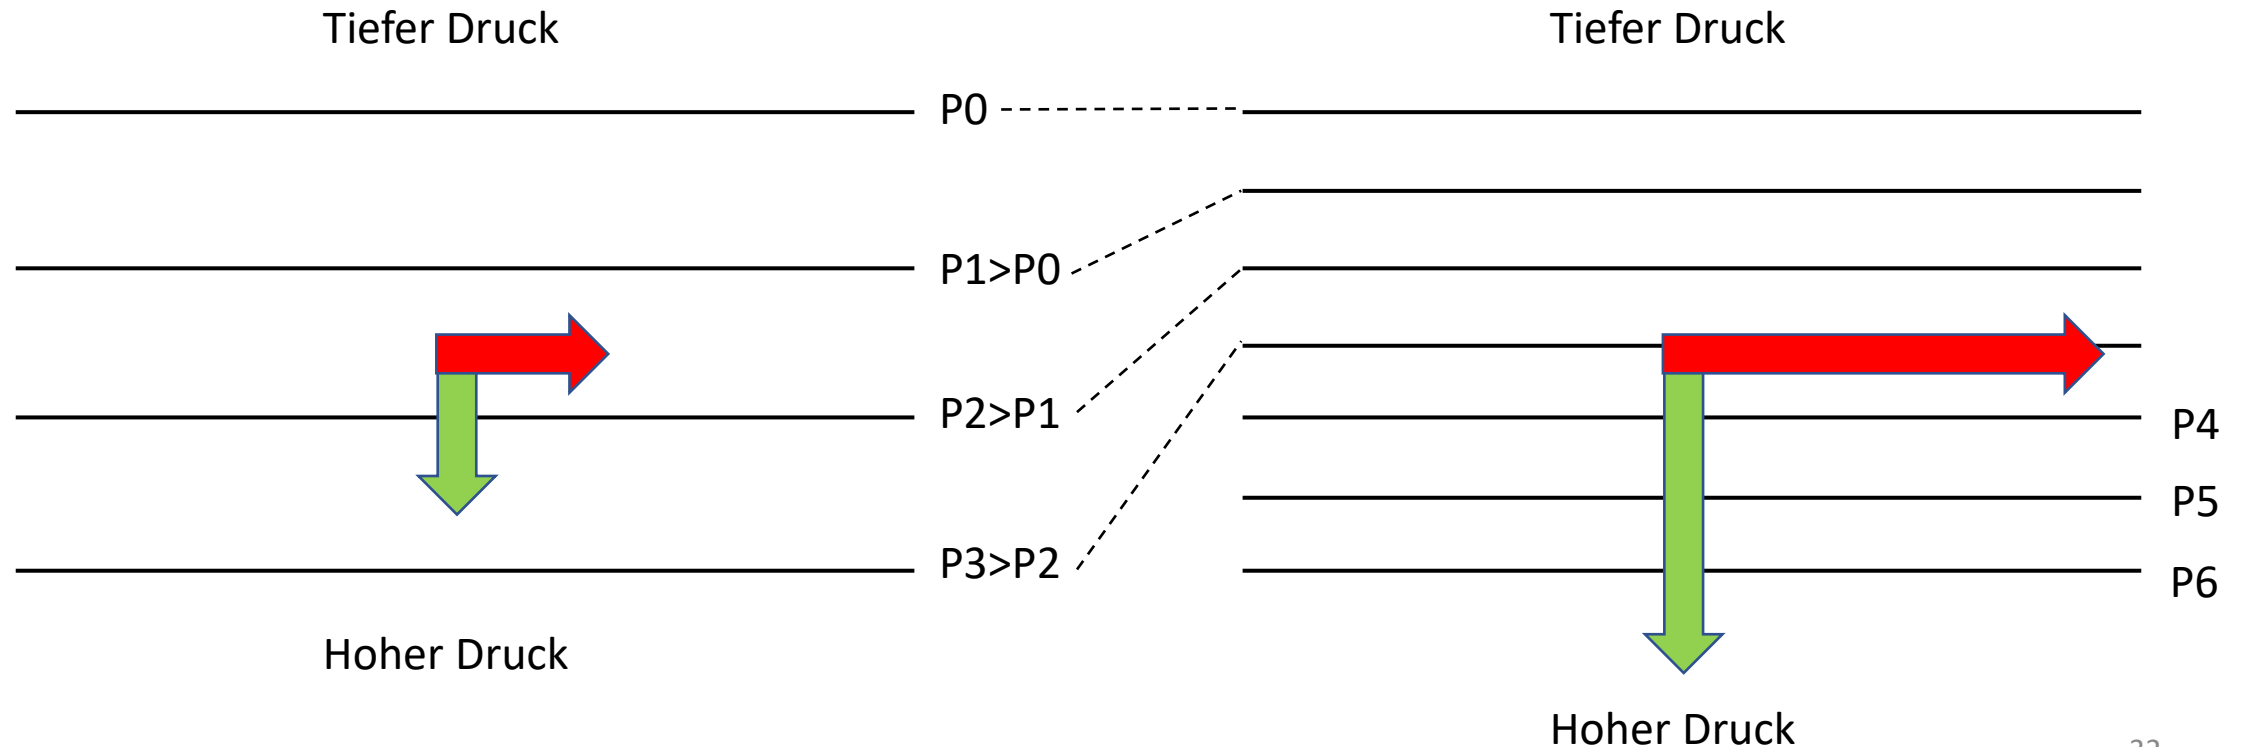 Tiefer Druck
Tiefer Druck
P0
P1>P0
P2>P1
P4
P5
P3>P2
P6
Hoher Druck
Hoher Druck